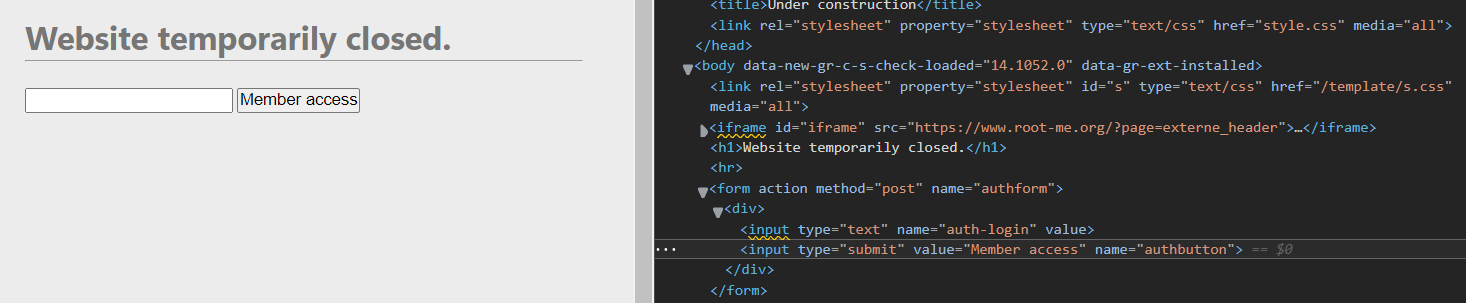 Website temporarily closed.
Member access
<title>Under construction</title>
<link rel="stylesheet" property="stylesheet" type="text/css" href="style.css" media="all">
</head>
<body data-new-gr-c-s-check-loaded="14.1052.0" data-gr-ext-installed>
<link rel="stylesheet" property="stylesheet" id="s" type="text/css" href="/template/s.css"
media="all">
<iframe id="iframe" src="https://www.root-me.org/?page=externe_header">…</iframe>
<h1>Website temporarily closed.</h1>
<hr>
<form action method="post" name="authform">
<div>
<input type="text" name="auth-login" value>
<input type="submit" value="Member access" name="authbutton"> == $0
</div>
</form>